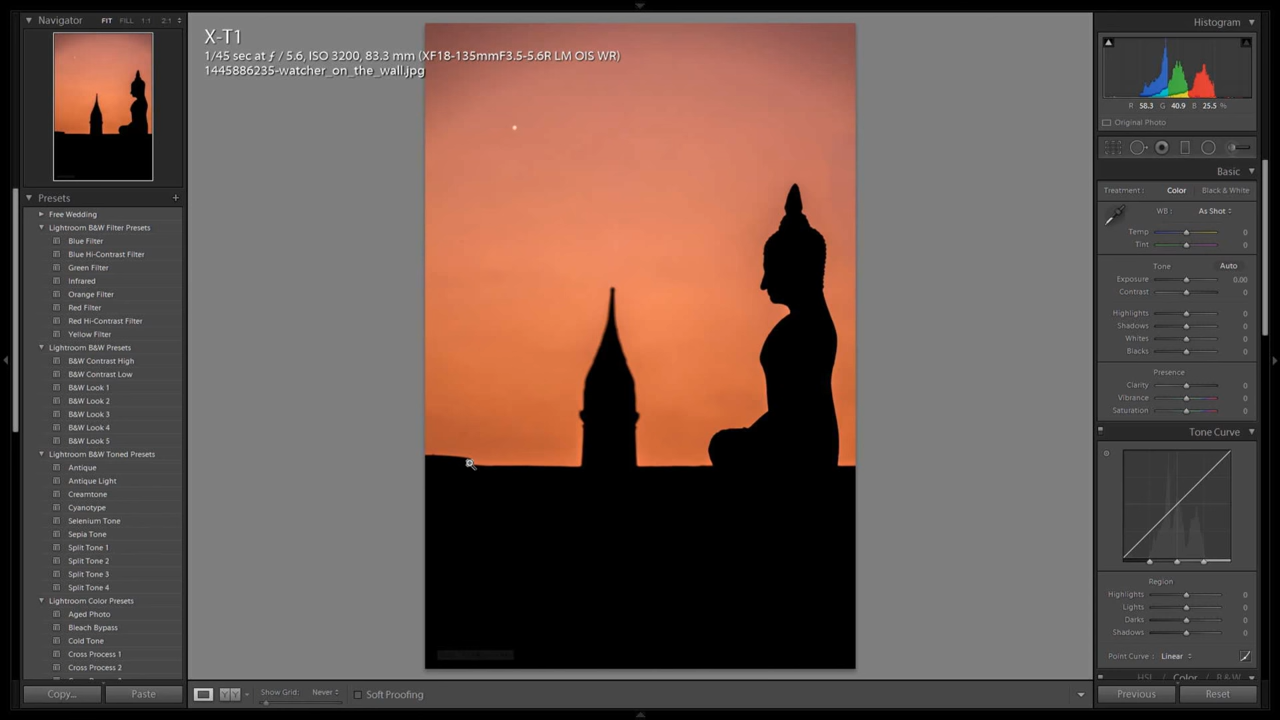 Navigator FIT FILL 1:1 2:1
Presets +
Free Wedding
Lightroom B&W Filter Presets
Blue Filter
Blue Hi-Contrast Filter
Green Filter
Infrared
Orange Filter
Red Filter
Red Hi-Contrast Filter
Yellow Filter
Lightroom B&W Presets
B&W Contrast High
B&W Contrast Low
B&W Look 1
B&W Look 2
B&W Look 3
B&W Look 4
B&W Look 5
Lightroom B&W Toned Presets
Antique
Antique Light
Creamtone
Cyanotype
Selenium Tone
Sepia Tone
Split Tone 1
Split Tone 2
Split Tone 3
Split Tone 4
Lightroom Color Presets
Aged Photo
Bleach Bypass
Cold Tone
Cross Process 1
Cross Process 2
Copy... Paste
X-T1
1/45 sec at ƒ / 5.6, ISO 3200, 83.3 mm (XF18-135mmF3.5-5.6R LM OIS WR)
1445886235-watcher_on_the_wall.jpg
Show Grid: Never Soft Proofing
Histogram
R 58.3 G 40.9 B 25.5 %
Original Photo
Basic
Treatment: Color Black & White
WB: As Shot
Temp 0
Tint 0
Tone Auto
Exposure 0.00
Contrast 0
Highlights 0
Shadows 0
Whites 0
Blacks 0
Presence
Clarity 0
Vibrance 0
Saturation 0
Tone Curve
Region
Highlights 0
Lights 0
Darks 0
Shadows 0
Point Curve: Linear
HSL / Color / B&W
Previous Reset